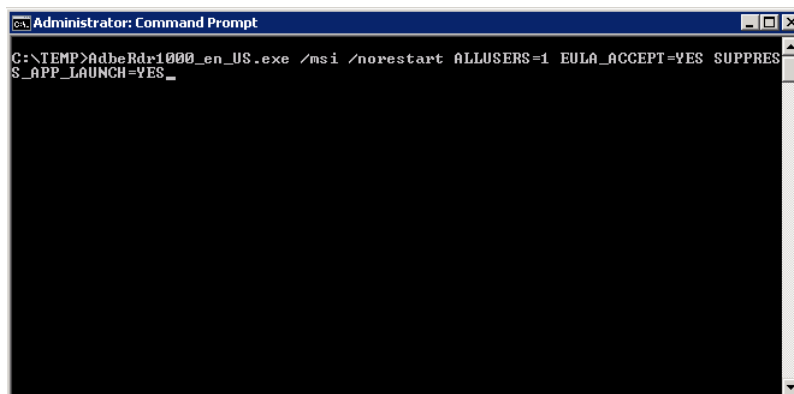 Administrator: Command Prompt
C:\TEMP>AdbeRdr1000_en_US.exe /msi /norestart ALLUSERS=1 EULA_ACCEPT=YES SUPPRES
S_APP_LAUNCH=YES_